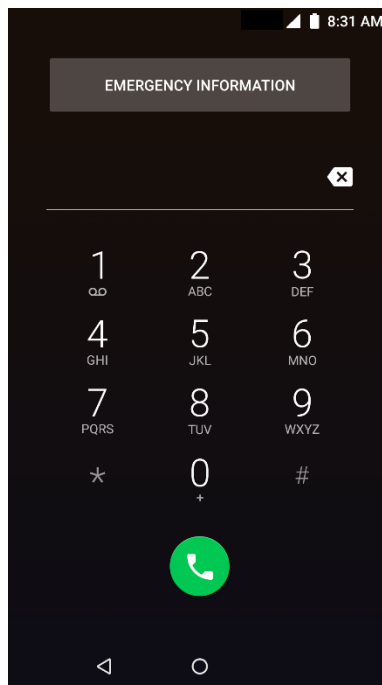 8:31 AM
EMERGENCY INFORMATION
1 2 3
ABC DEF
4 5 6
GHI JKL MNO
7 8 9
PQRS TUV WXYZ
* 0 #
+